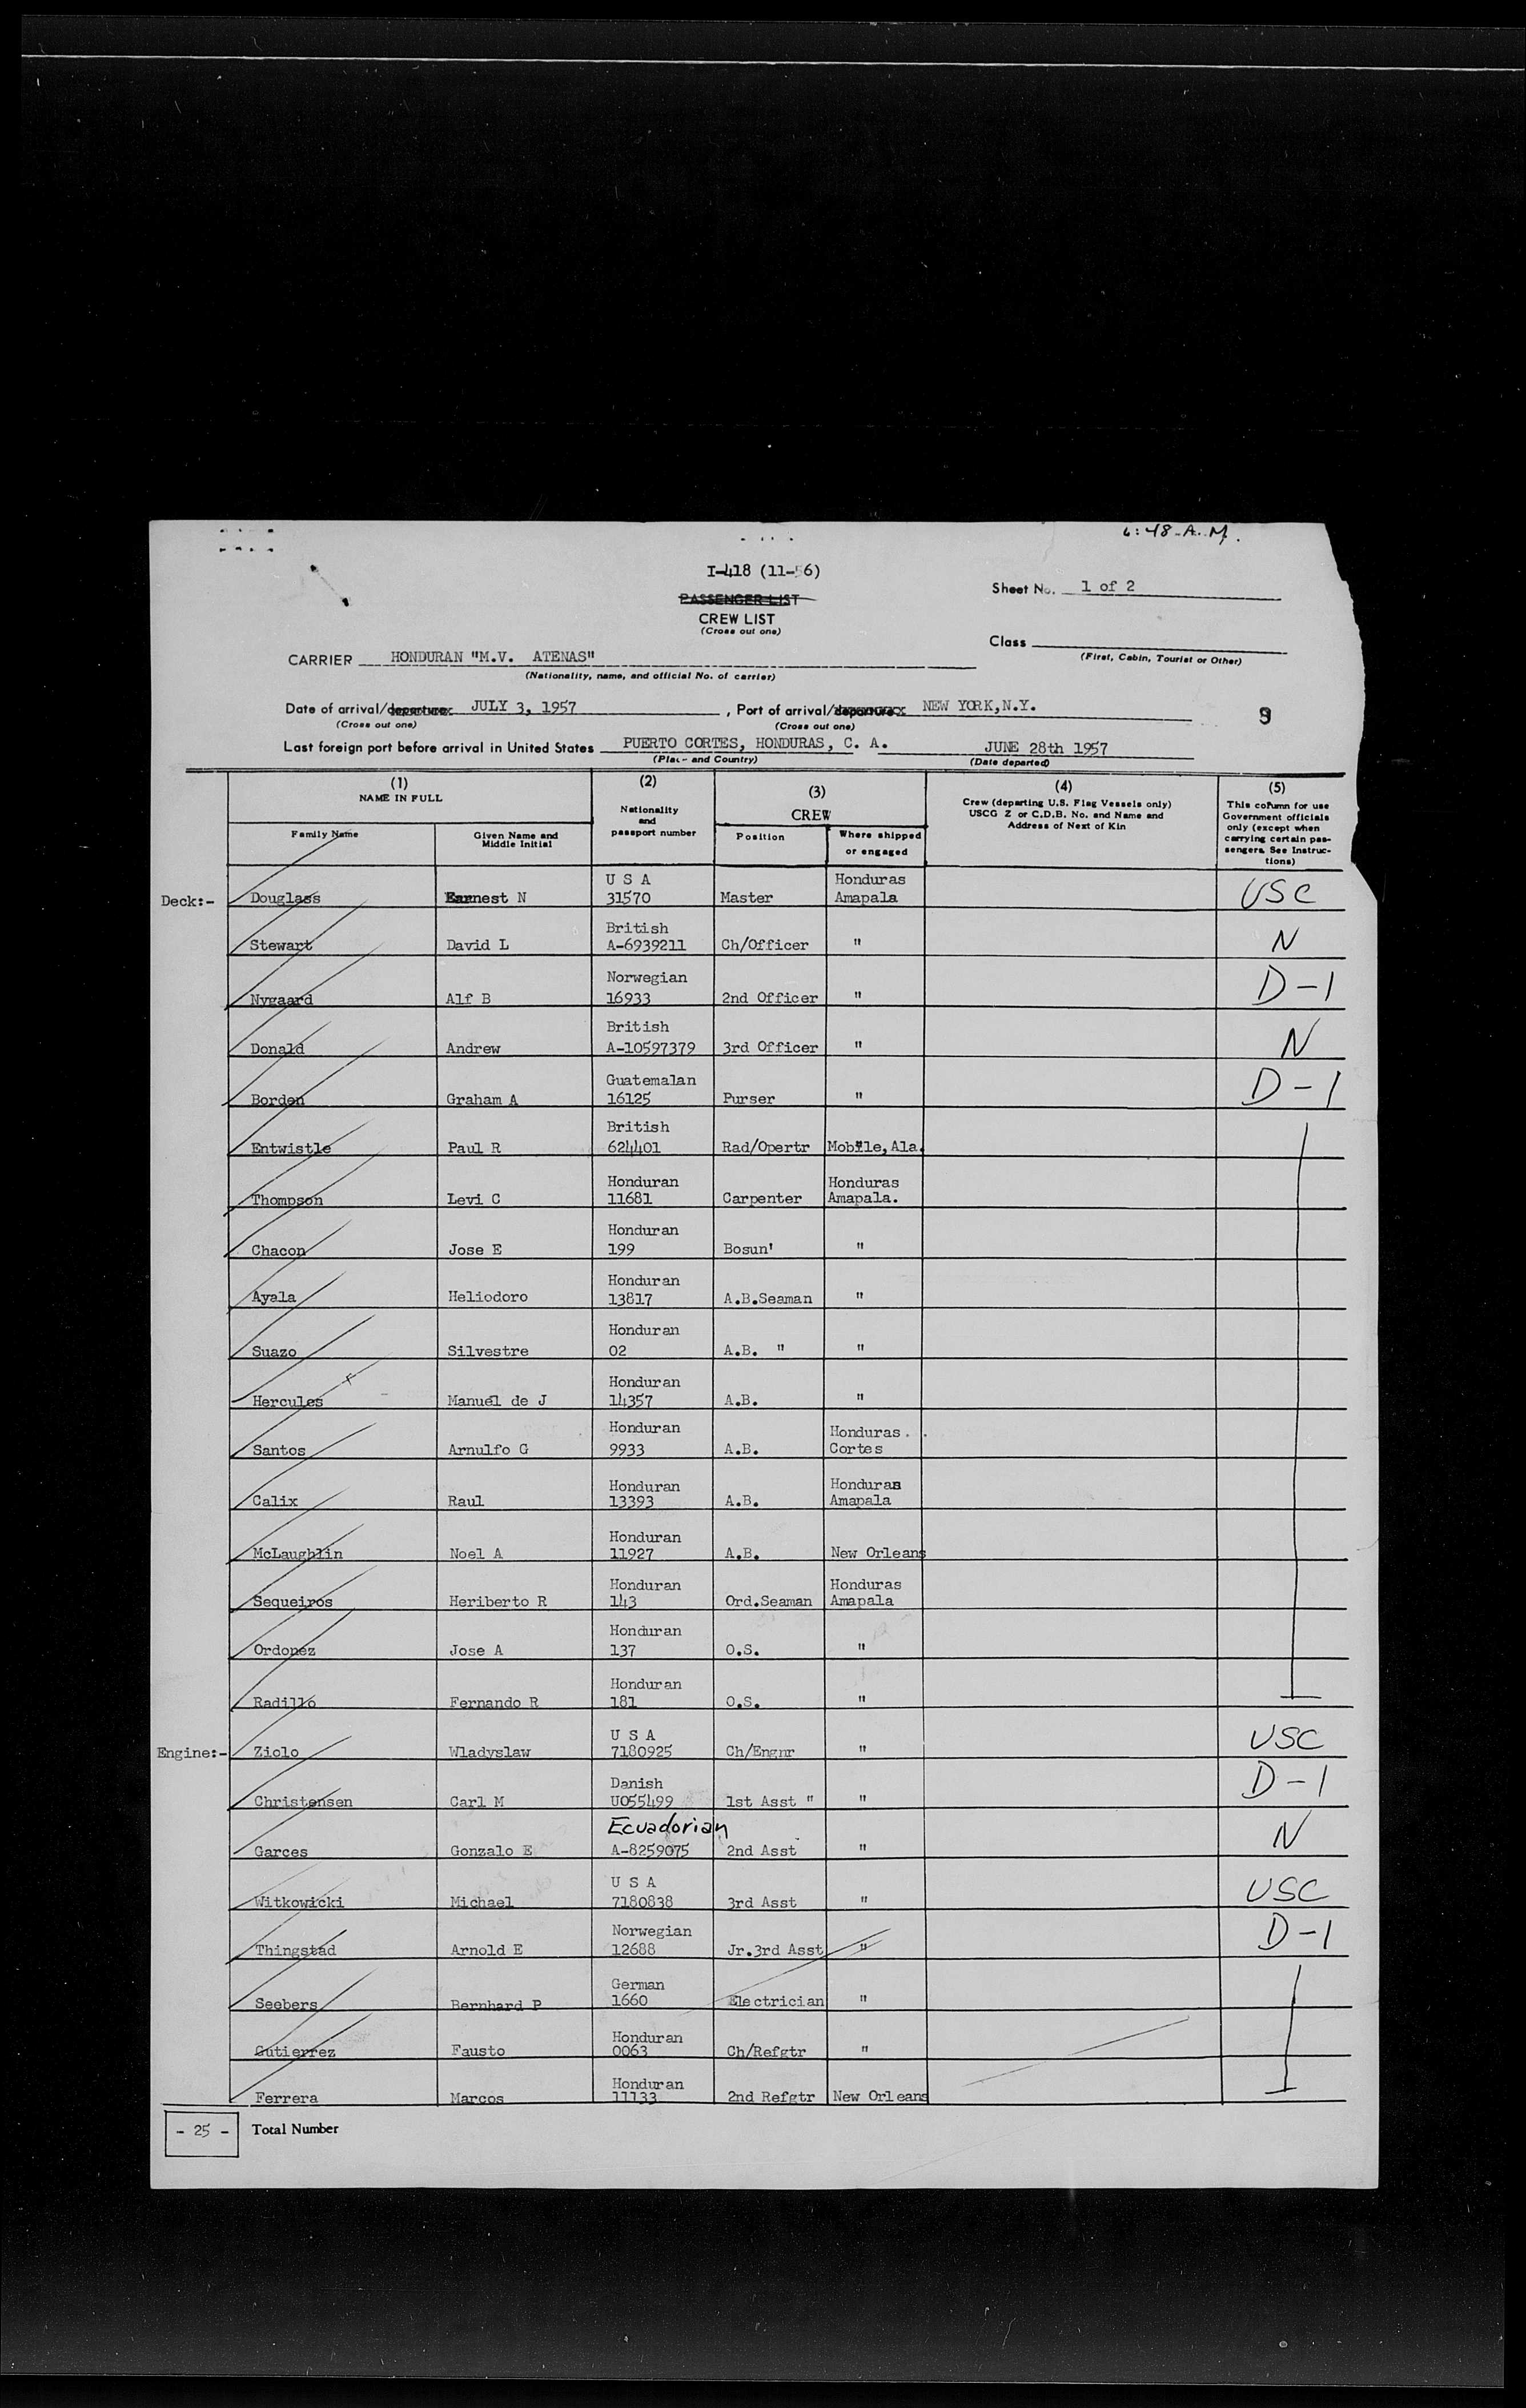 6:48 A.M.
I-418 (11-56)
Sheet No. 1 of 2
PASSENGER LIST
CREW LIST
(Cross out one)
Class
(First, Cabin, Tourist or Other)
CARRIER HONDURAN "M.V. ATENAS"
(Nationality, name, and official No. of carrier)
Date of arrival/departure: JULY 3, 1957, Port of arrival/departure: NEW YORK, N.Y. 9
(Cross out one) (Cross out one)
Last foreign port before arrival in United States PUERTO CORTES, HONDURAS, C. A. JUNE 28th 1957
(Place and Country) (Date departed)
(1) NAME IN FULL
Family Name
Given Name and Middle Initial
(2) Nationality and passport number
(3) CREW
Position
Where shipped or engaged
(4) Crew (departing U.S. Flag Vessels only) USCG Z or C.D.B. No. and Name and Address of Next of Kin
(5) This column for use Government officials only (except when carrying certain passengers. See Instructions)
U S A Honduras
Deck:- Douglass Earnest N 31570 Master Amapala USC
British
Stewart David L A-6939211 Ch/Officer " N
Norwegian
Nygaard Alf B 16933 2nd Officer " D-1
British
Donald Andrew A-10597379 3rd Officer " N
Guatemalan
Borden Graham A 16125 Purser " D-1
British
Entwistle Paul R 624401 Rad/Opertr Mobile, Ala.
Honduran Honduras
Thompson Levi C 11681 Carpenter Amapala.
Honduran
Chacon Jose E 199 Bosun' "
Honduran
Ayala Heliodoro 13817 A.B.Seaman "
Honduran
Suazo Silvestre 02 A.B. " "
Honduran
Hercules Manuel de J 14357 A.B. "
Honduran Honduras.
Santos Arnulfo G 9933 A.B. Cortes
Honduran Honduras
Calix Raul 13393 A.B. Amapala
Honduran
McLaughlin Noel A 11927 A.B. New Orleans
Honduran Honduras
Sequeiros Heriberto R 143 Ord.Seaman Amapala
Honduran
Ordonez Jose A 137 O.S. "
Honduran
Radillo Fernando R 181 O.S. "
U S A
Engine:- Ziolo Wladyslaw 7180925 Ch/Engnr " USC
Danish
Christensen Carl M U055499 1st Asst " " D-1
Ecuadorian
Garces Gonzalo E A-8259075 2nd Asst " N
U S A
Witkowicki Michael 7180838 3rd Asst " USC
Norwegian
Thingstad Arnold E 12688 Jr.3rd Asst " D-1
German
Seebers Bernhard P 1660 Electrician "
Honduran
Gutierrez Fausto 0063 Ch/Refgtr "
Honduran
Ferrera Marcos 11133 2nd Refgtr New Orleans
- 25 - Total Number